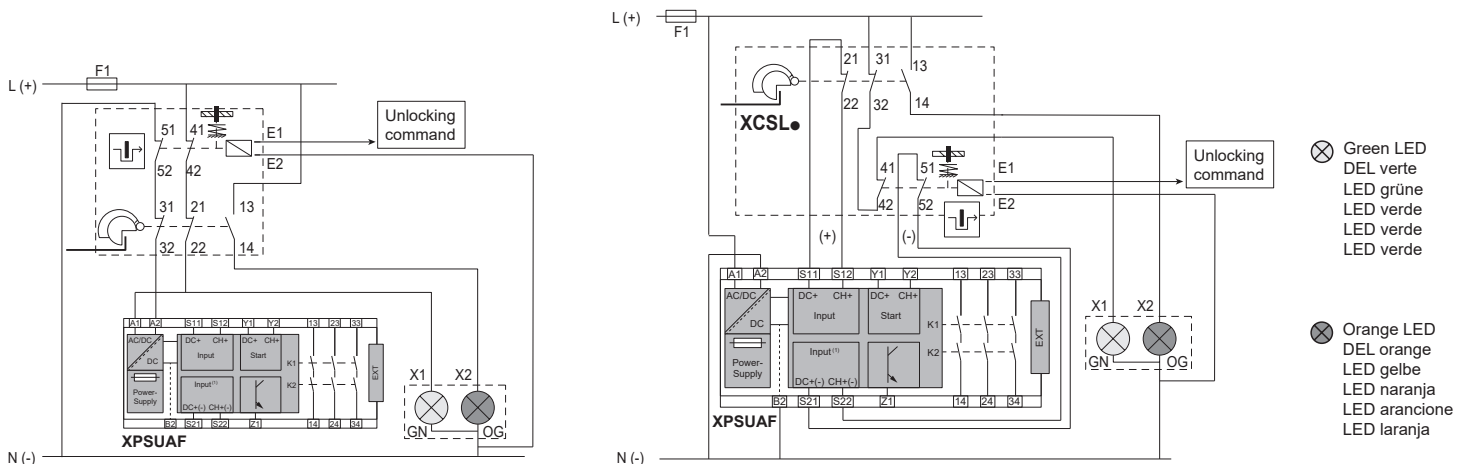 L (+)
F1
51 41
E1
E2
Unlocking
command
52 42
31 21 13
32 22 14
A1 A2 S11 S12 Y1 Y2 13 23 33
AC/DC
DC
Power-
Supply
DC+ CH+
Input
DC+ CH+
Start
K1
Input(1)
K2
DC+(-) CH+(-)
EXT
B2 S21 S22 Z1 14 24 34
XPSUAF
X1 X2
GN OG
N (-)
L (+)
F1
21 31 13
22 32 14
XCSL●
41 51
E1
E2
Unlocking
command
42 52
(+) (-)
A1 A2 S11 S12 Y1 Y2 13 23 33
AC/DC
DC
Power-
Supply
DC+ CH+
Input
DC+ CH+
Start
K1
Input(1)
K2
DC+(-) CH+(-)
EXT
B2 S21 S22 Z1 14 24 34
XPSUAF
X1 X2
GN OG
N (-)
Green LED
DEL verte
LED grüne
LED verde
LED verde
LED verde
Orange LED
DEL orange
LED gelbe
LED naranja
LED arancione
LED laranja